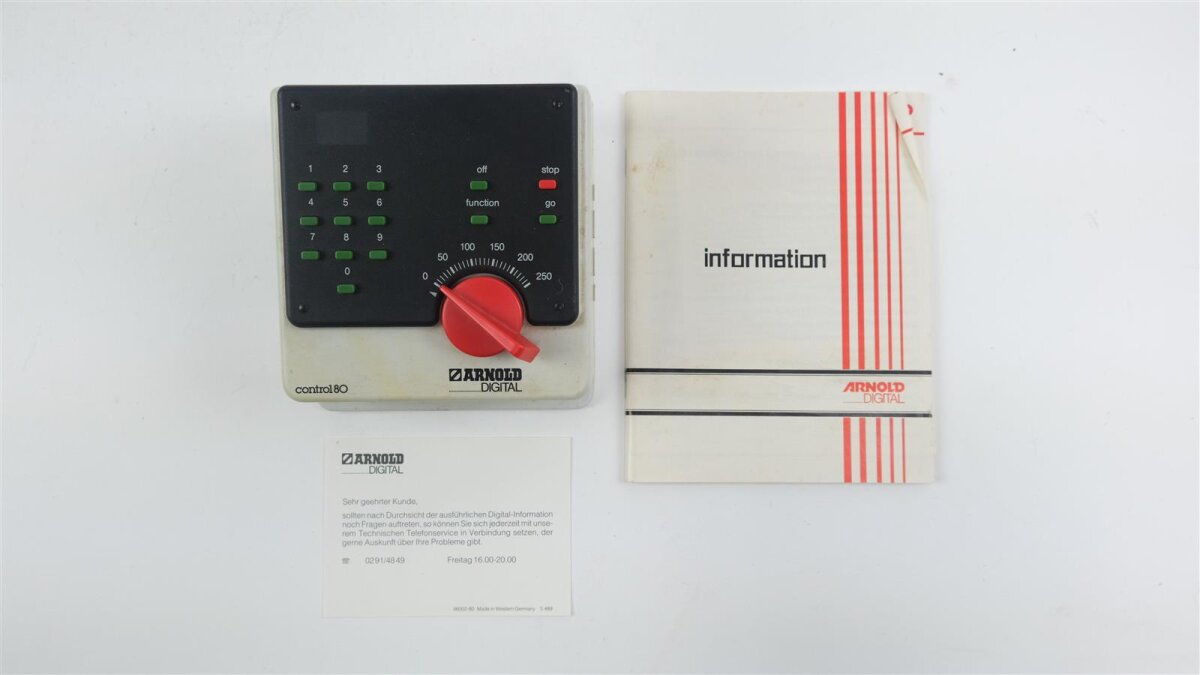 1 2 3
4 5 6
7 8 9
0
off stop
function go
0 50 100 150 200 250
control80
ARNOLD
DIGITAL
information
ARNOLD
DIGITAL
ARNOLD
DIGITAL
Sehr geehrter Kunde,
sollten nach Durchsicht der ausführlichen Digital-Information
noch Fragen auftreten, so können Sie sich jederzeit mit unse-
rem Technischen Telefonservice in Verbindung setzen, der
gerne Auskunft über Ihre Probleme gibt.
☏ 0291/4849 Freitag 16.00-20.00
Made in Western Germany